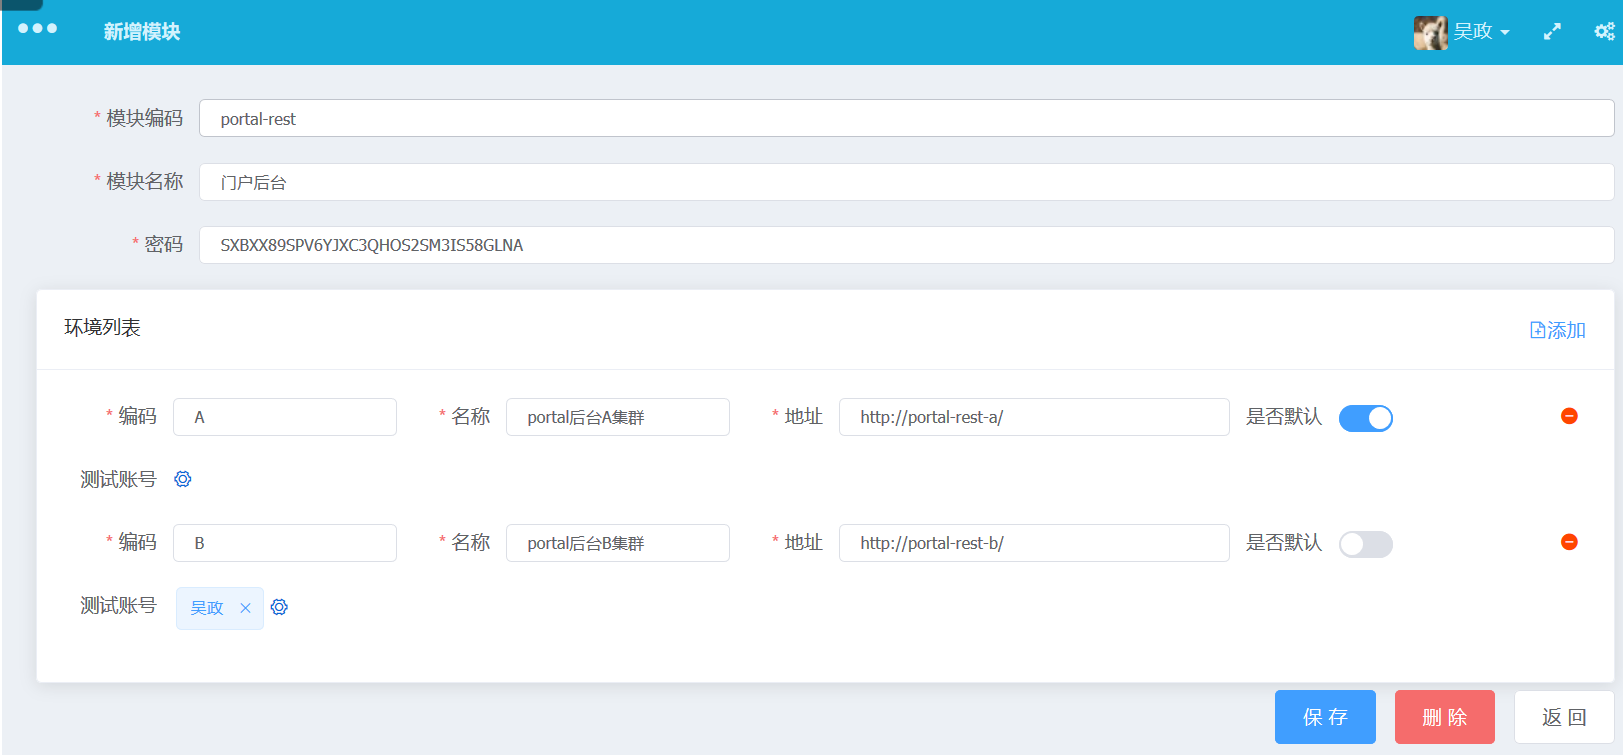 新增模块
吴政
* 模块编码 portal-rest
* 模块名称 门户后台
* 密码 SXBXX89SPV6YJXC3QHOS2SM3IS58GLNA
环境列表
添加
* 编码 A * 名称 portal后台A集群 * 地址 http://portal-rest-a/ 是否默认
测试账号
* 编码 B * 名称 portal后台B集群 * 地址 http://portal-rest-b/ 是否默认
测试账号 吴政 ×
保 存 删 除 返 回